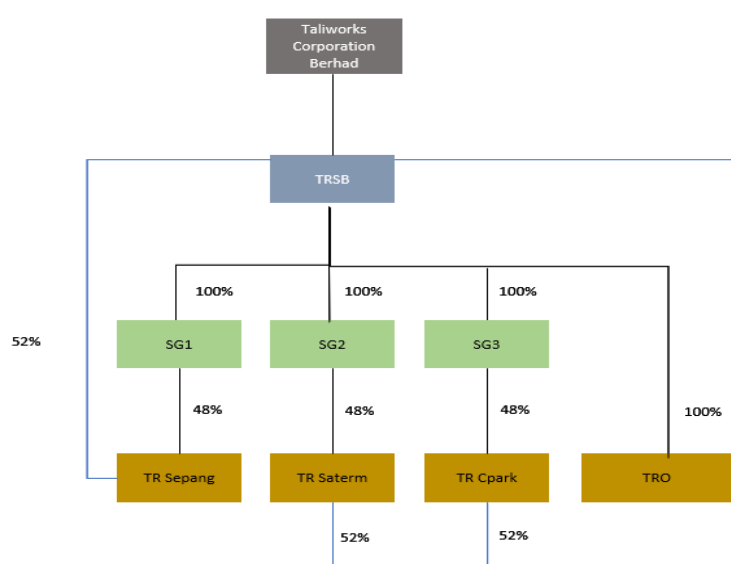 Taliworks
Corporation
Berhad
TRSB
100%
100%
100%
52%
SG1
SG2
SG3
48%
48%
48%
100%
TR Sepang
TR Saterm
TR Cpark
TRO
52%
52%